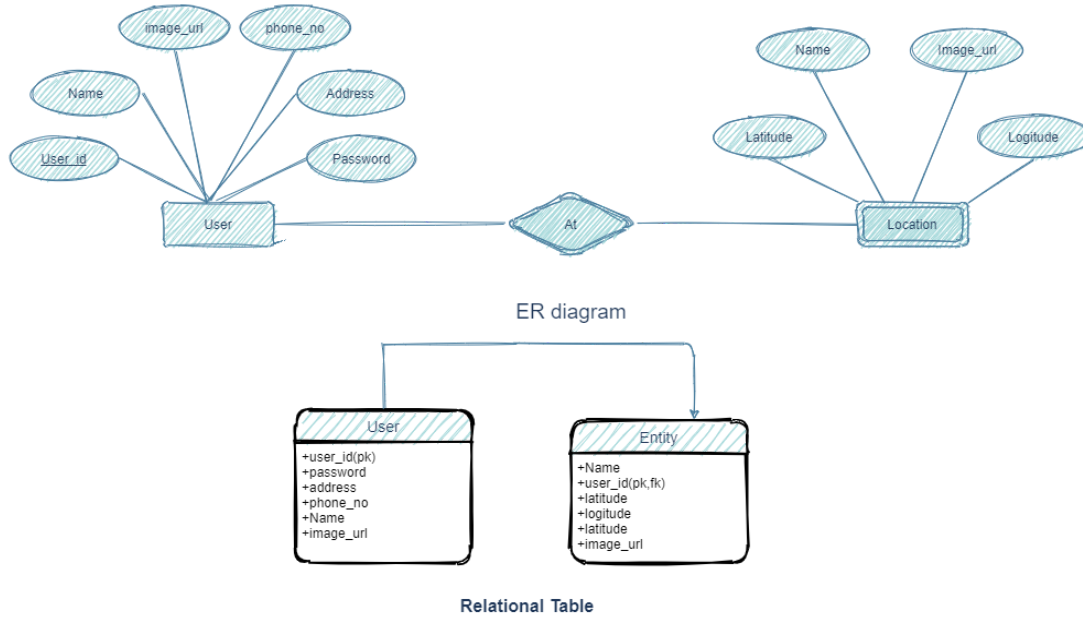 image_url
phone_no
Name
Address
User_id
Password
User
At
Name
Image_url
Latitude
Logitude
Location
ER diagram
User
+user_id(pk)
+password
+address
+phone_no
+Name
+image_url
Entity
+Name
+user_id(pk,fk)
+latitude
+logitude
+latitude
+image_url
Relational Table